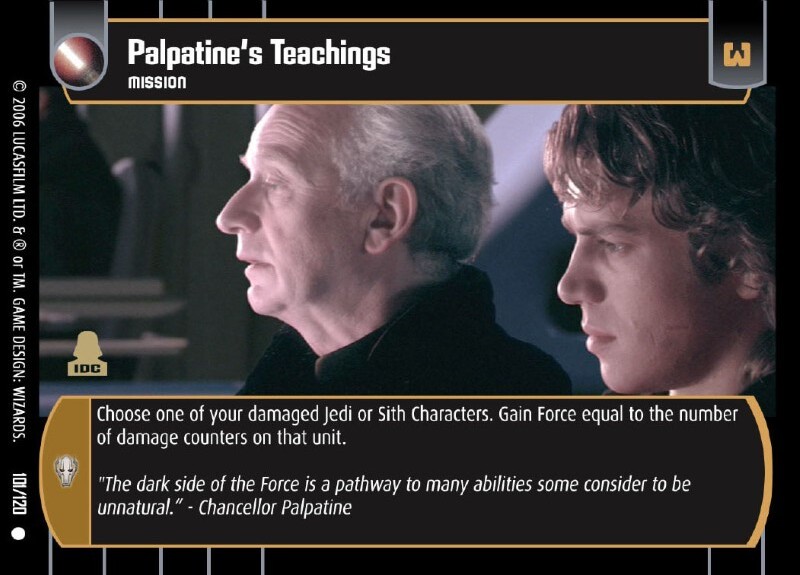 Palpatine's Teachings
MISSION
3
© 2006 LUCASFILM LTD. & ® or TM. GAME DESIGN: WIZARDS. 101/120
IDC
Choose one of your damaged Jedi or Sith Characters. Gain Force equal to the number
of damage counters on that unit.
"The dark side of the Force is a pathway to many abilities some consider to be
unnatural." - Chancellor Palpatine